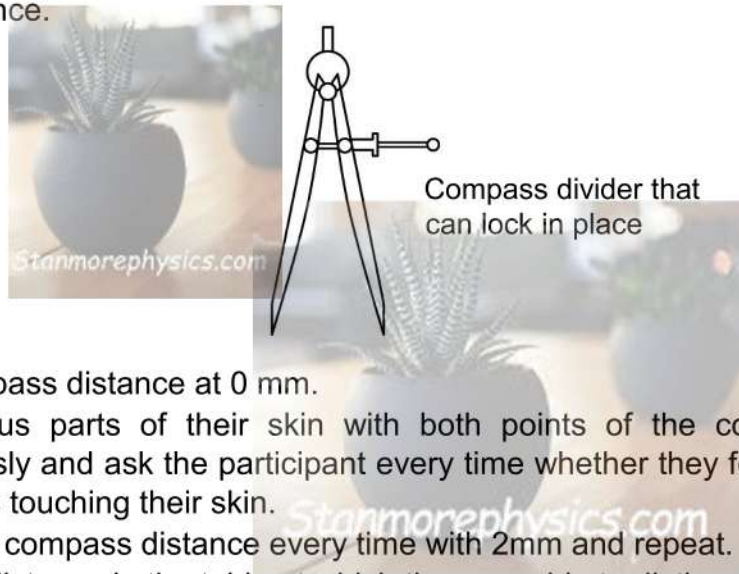 nce.
Stanmorephysics.com
Compass divider that
can lock in place
pass distance at 0 mm.
us parts of their skin with both points of the co
sly and ask the participant every time whether they f
touching their skin.
Stanmorephysics.com
compass distance every time with 2mm and repeat.